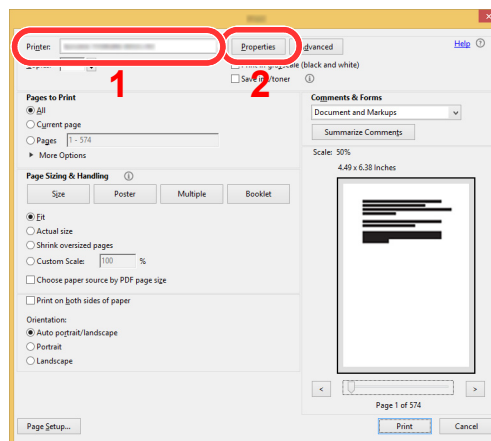 Printer:
Properties
Advanced
Help
1
2
Print in grayscale (black and white)
Save ink/toner
Pages to Print
All
Current page
Pages 1 - 574
More Options
Comments & Forms
Document and Markups
Summarize Comments
Scale: 50%
4.49 x 6.38 Inches
Page Sizing & Handling
Size Poster Multiple Booklet
Fit
Actual size
Shrink oversized pages
Custom Scale: 100 %
Choose paper source by PDF page size
Print on both sides of paper
Orientation:
Auto portrait/landscape
Portrait
Landscape
< >
Page 1 of 574
Page Setup...
Print Cancel